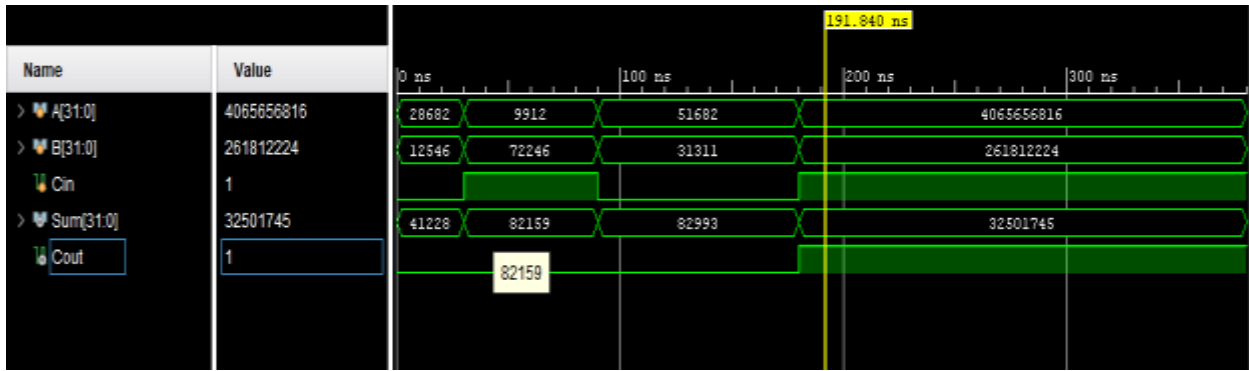 191.840 ns
Name Value 0 ns 100 ns 200 ns 300 ns
A[31:0] 4065656816 28682 9912 51682 4065656816
B[31:0] 261812224 12546 72246 31311 261812224
Cin 1
Sum[31:0] 32501745 41228 82159 82993 32501745
Cout 1
82159